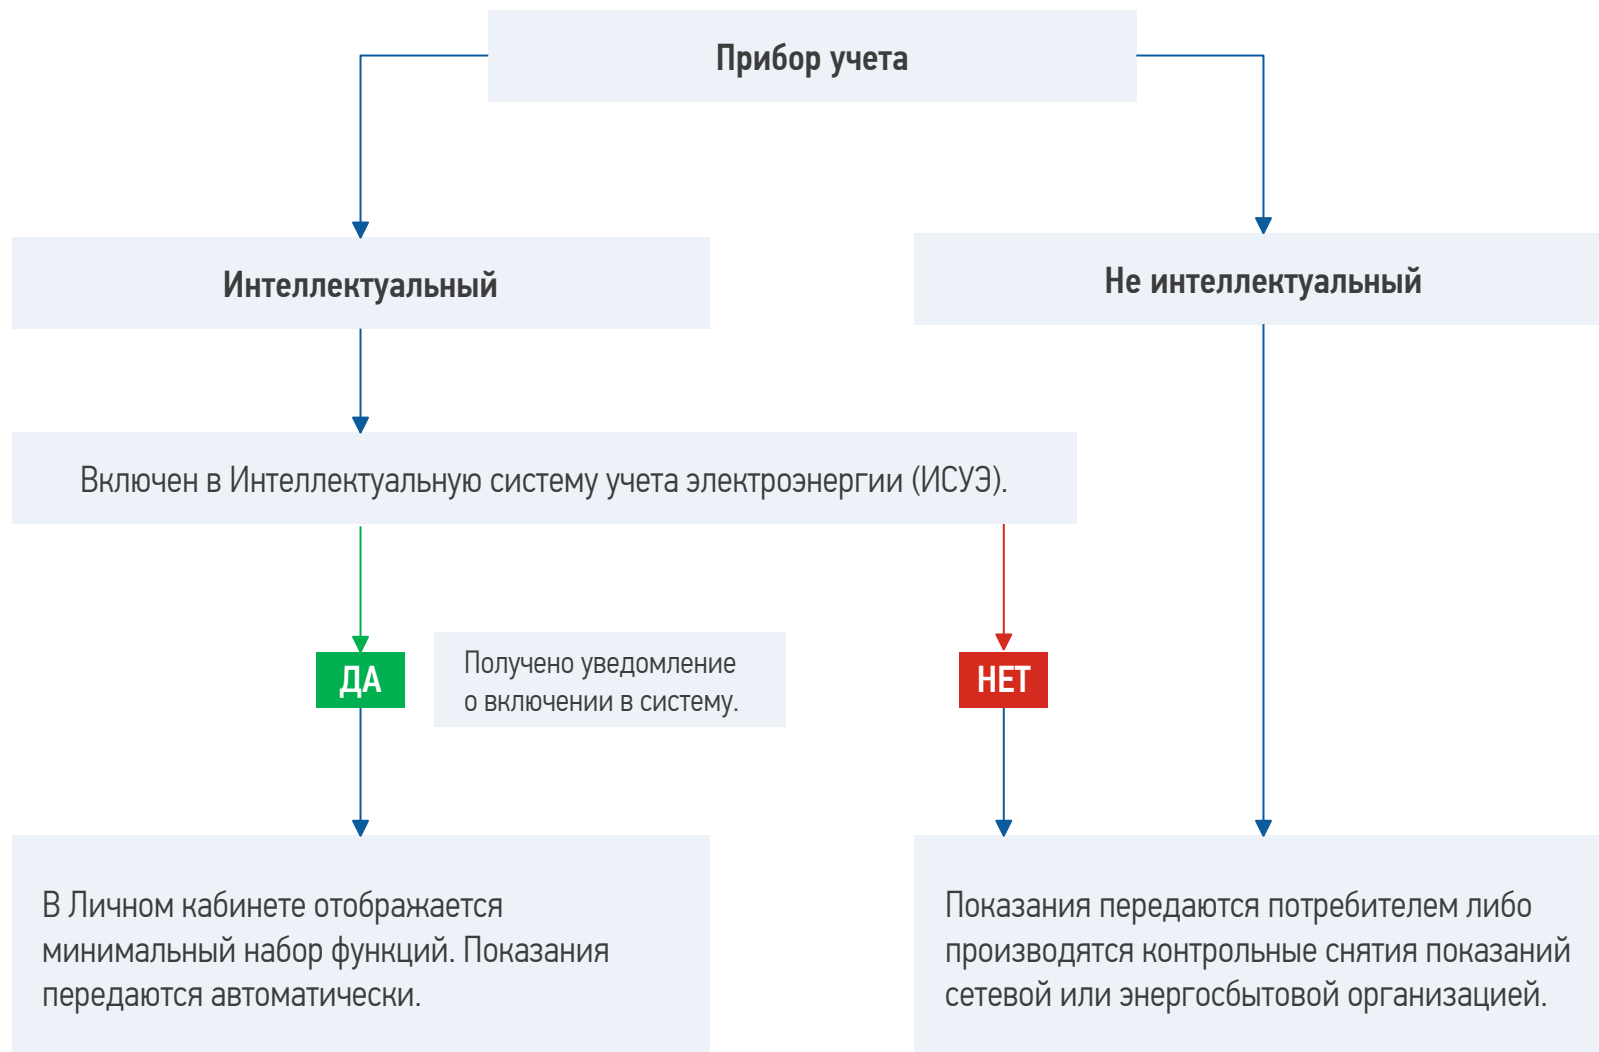 Прибор учета
Интеллектуальный
Не интеллектуальный
Включен в Интеллектуальную систему учета электроэнергии (ИСУЭ).
ДА
Получено уведомление
о включении в систему.
НЕТ
В Личном кабинете отображается
минимальный набор функций. Показания
передаются автоматически.
Показания передаются потребителем либо
производятся контрольные снятия показаний
сетевой или энергосбытовой организацией.